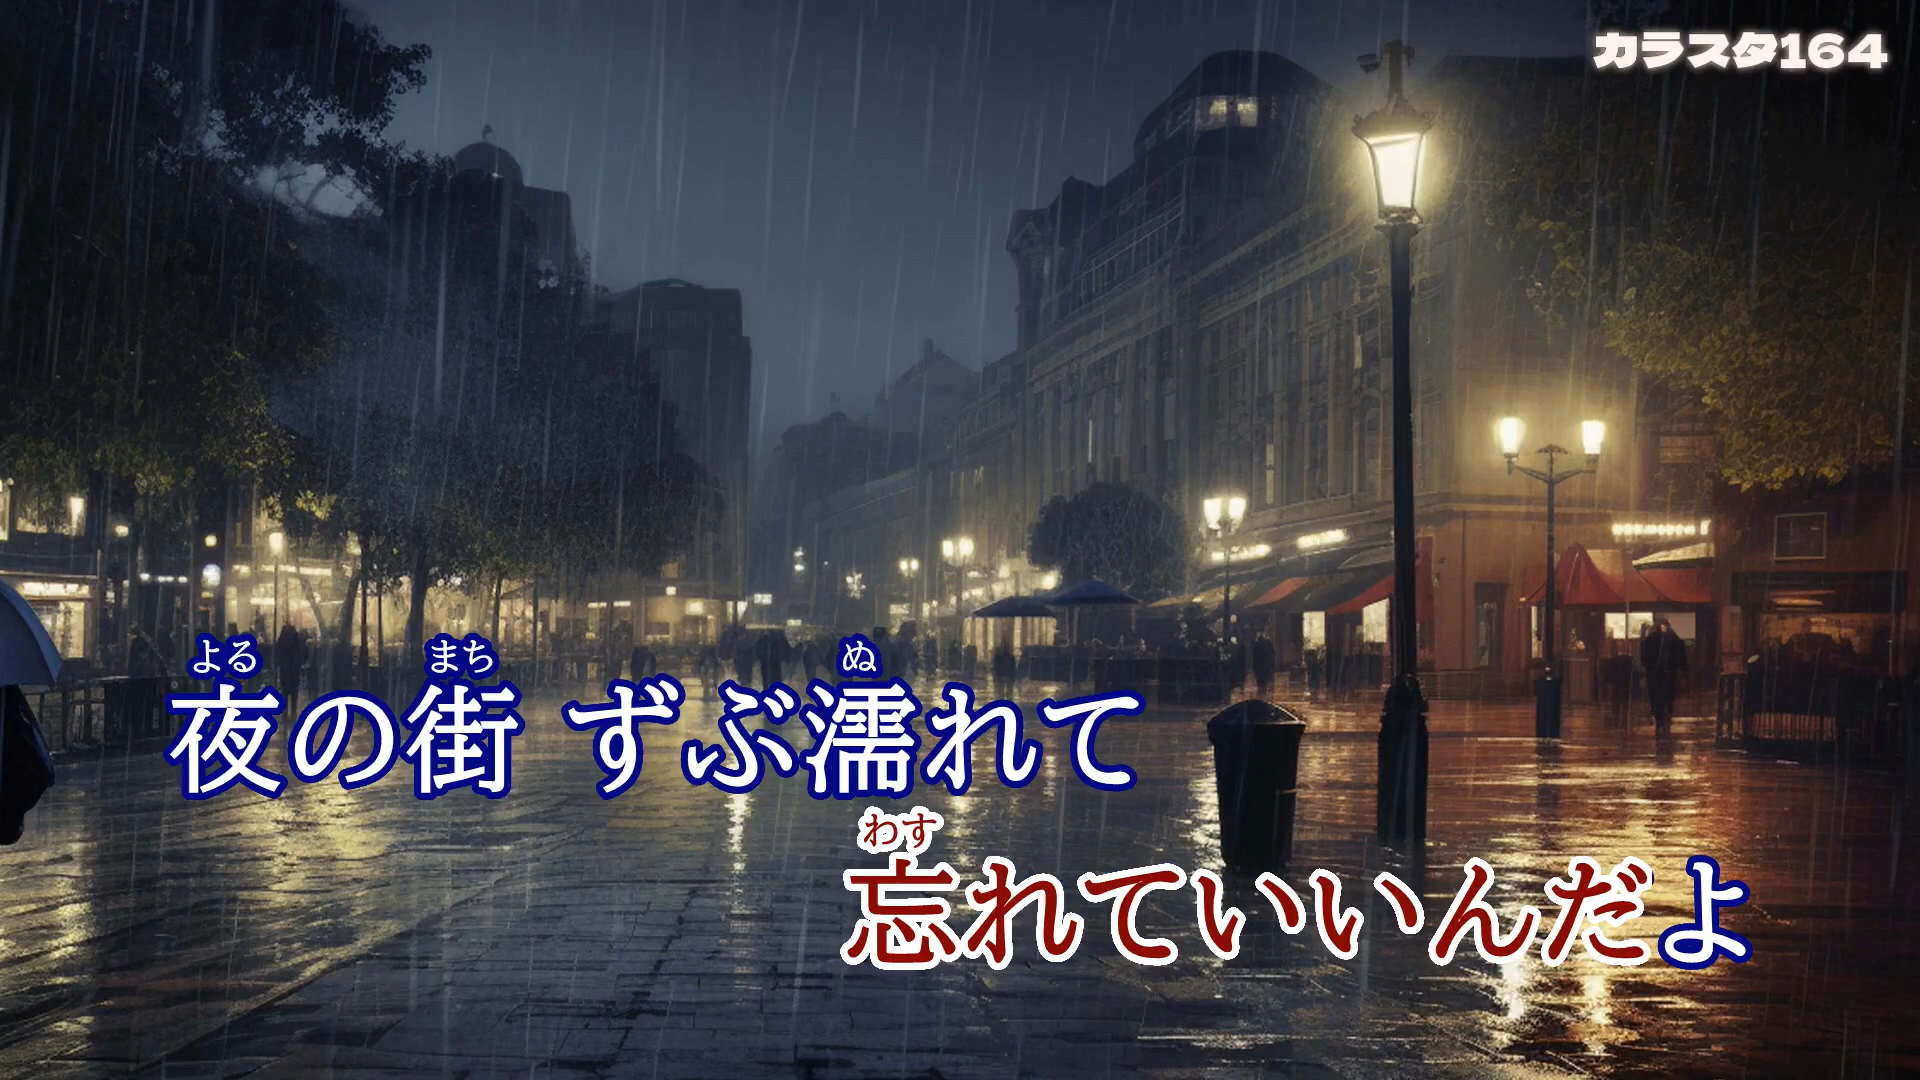 カラスタ164
よる まち ぬ
夜の街 ずぶ濡れて
わす
忘れていいんだよ